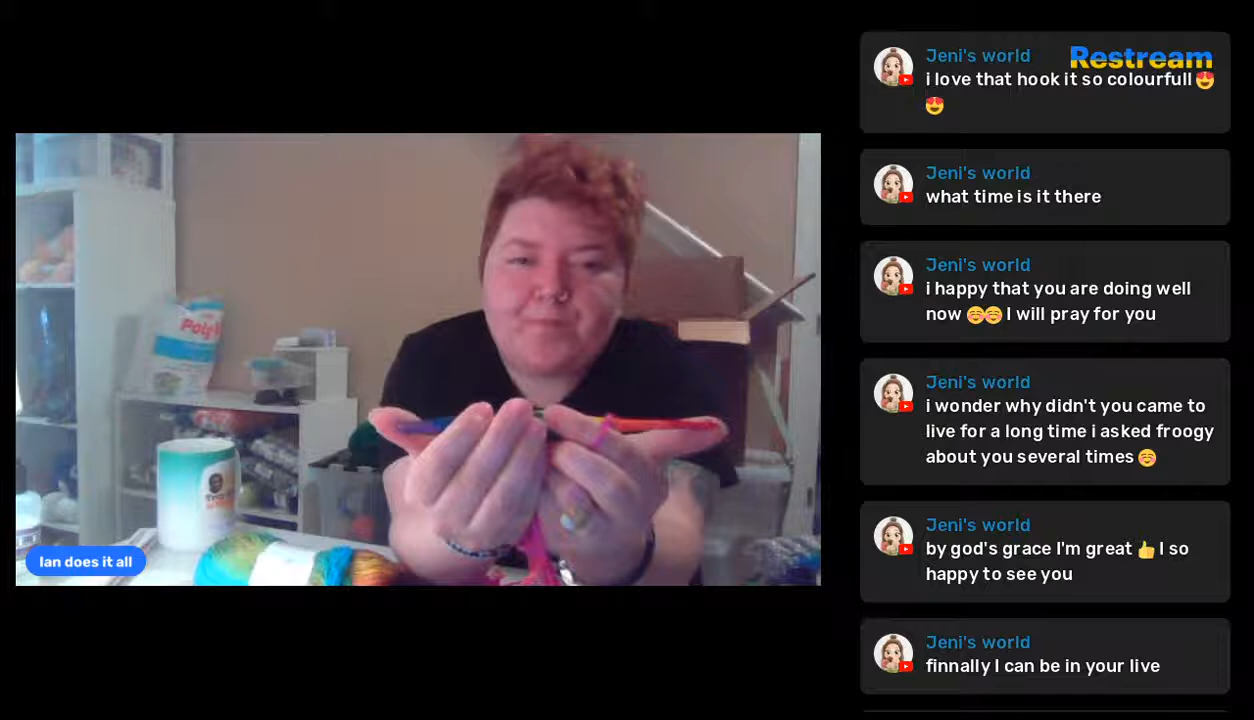 Restream
Jeni's world
i love that hook it so colourfull 😍
😍
Jeni's world
what time is it there
Jeni's world
i happy that you are doing well
now ☺️☺️ I will pray for you
Jeni's world
i wonder why didn't you came to
live for a long time i asked froogy
about you several times ☺️
Jeni's world
by god's grace I'm great 👍 I so
happy to see you
Jeni's world
finnally I can be in your live
Ian does it all